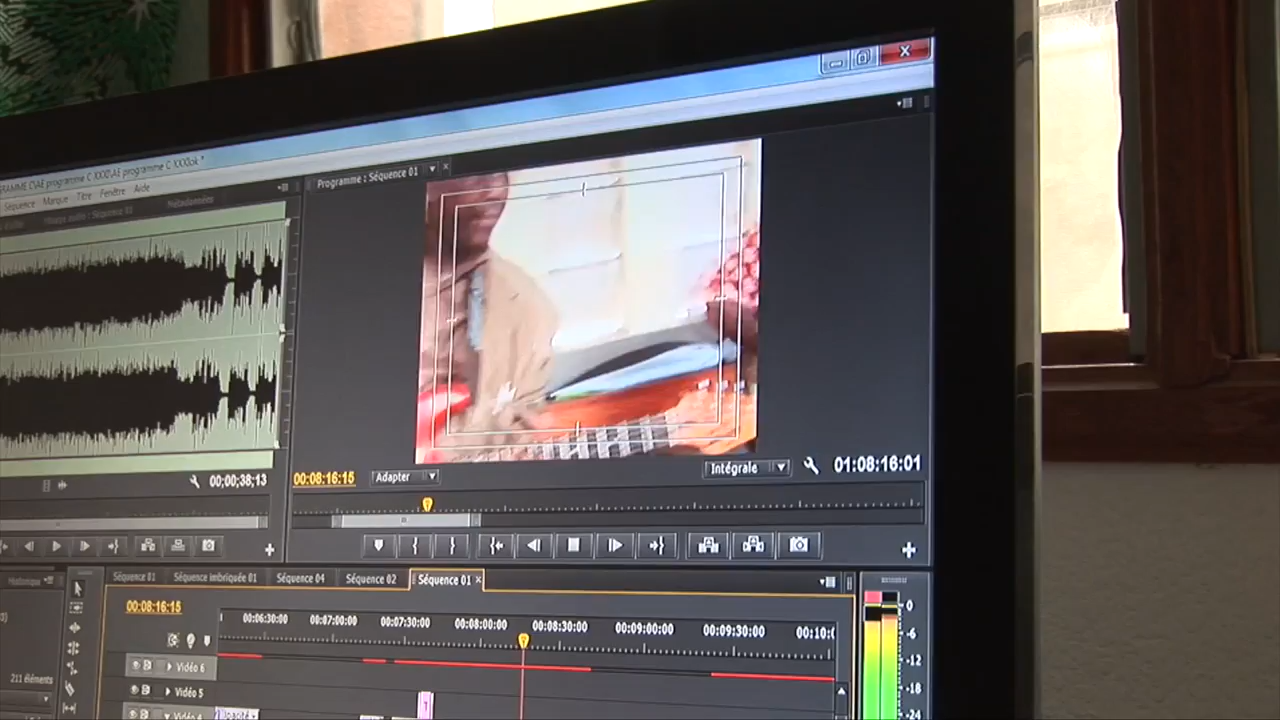 programme C XXX\AE programme C XXXok *
Séquence Marque Titre Fenêtre Aide
Métadonnées
Programme : Séquence 01
00;00;38;13
00:08:16:15
Adapter
Intégrale
01:08:16:01
Historique
Séquence 01
Séquence imbriquée 01
Séquence 04
Séquence 02
Séquence 01
00:08:16:15
00:06:30:00
00:07:00:00
00:07:30:00
00:08:00:00
00:08:30:00
00:09:00:00
00:09:30:00
00:10:0
Vidéo 6
Vidéo 5
Vidéo 4
211 éléments
0
-6
-12
-18
-24